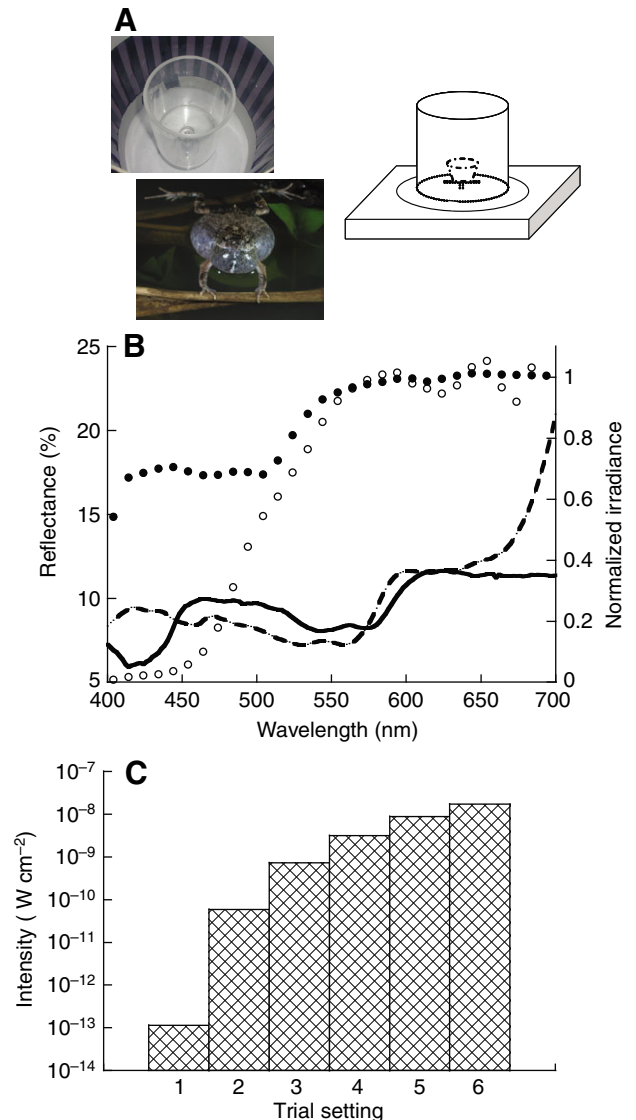 A
B
25
20
15
10
5
Reflectance (%)
1
0.8
0.6
0.4
0.2
0
Normalized irradiance
400 450 500 550 600 650 700
Wavelength (nm)
C
10⁻⁷
10⁻⁸
10⁻⁹
10⁻¹⁰
10⁻¹¹
10⁻¹²
10⁻¹³
10⁻¹⁴
Intensity ( W cm⁻²)
1 2 3 4 5 6
Trial setting